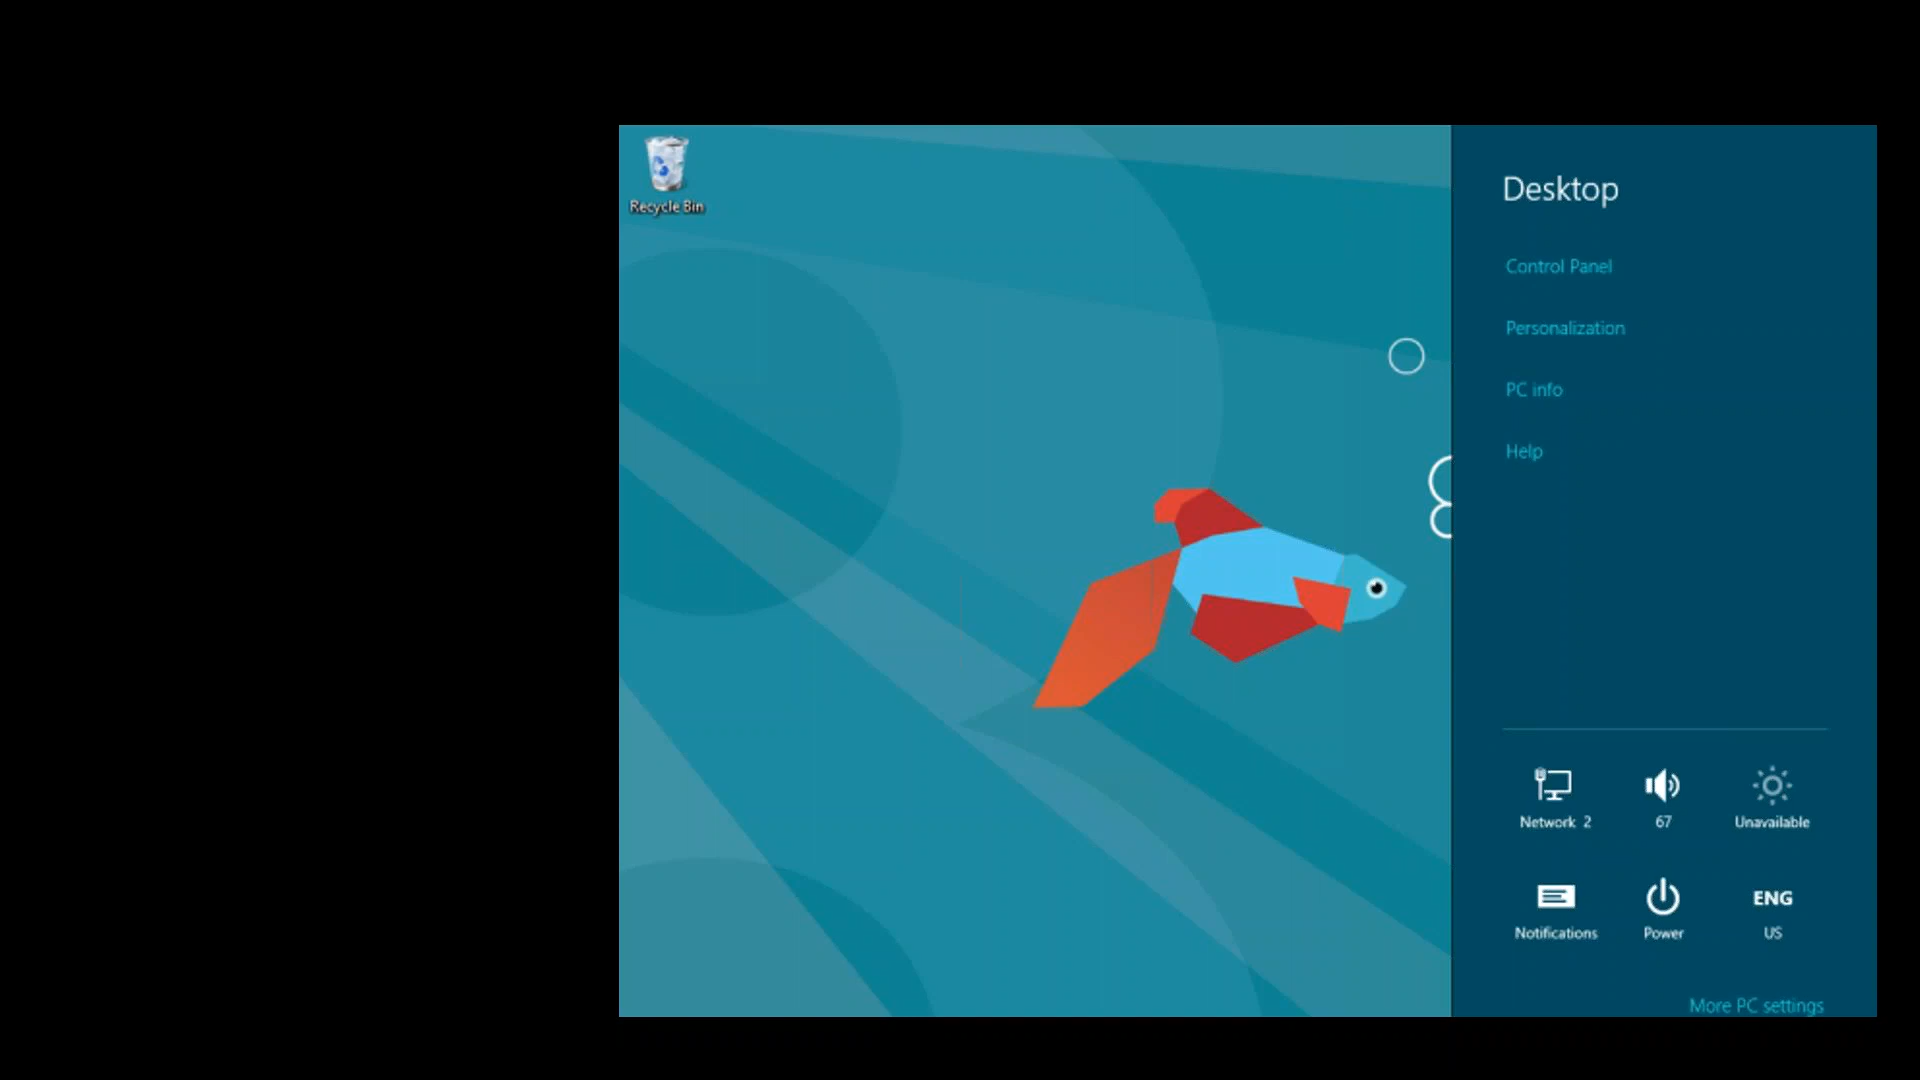 Recycle Bin
Desktop
Control Panel
Personalization
PC info
Help
Network 2
67
Unavailable
Notifications
Power
ENG
US
More PC settings